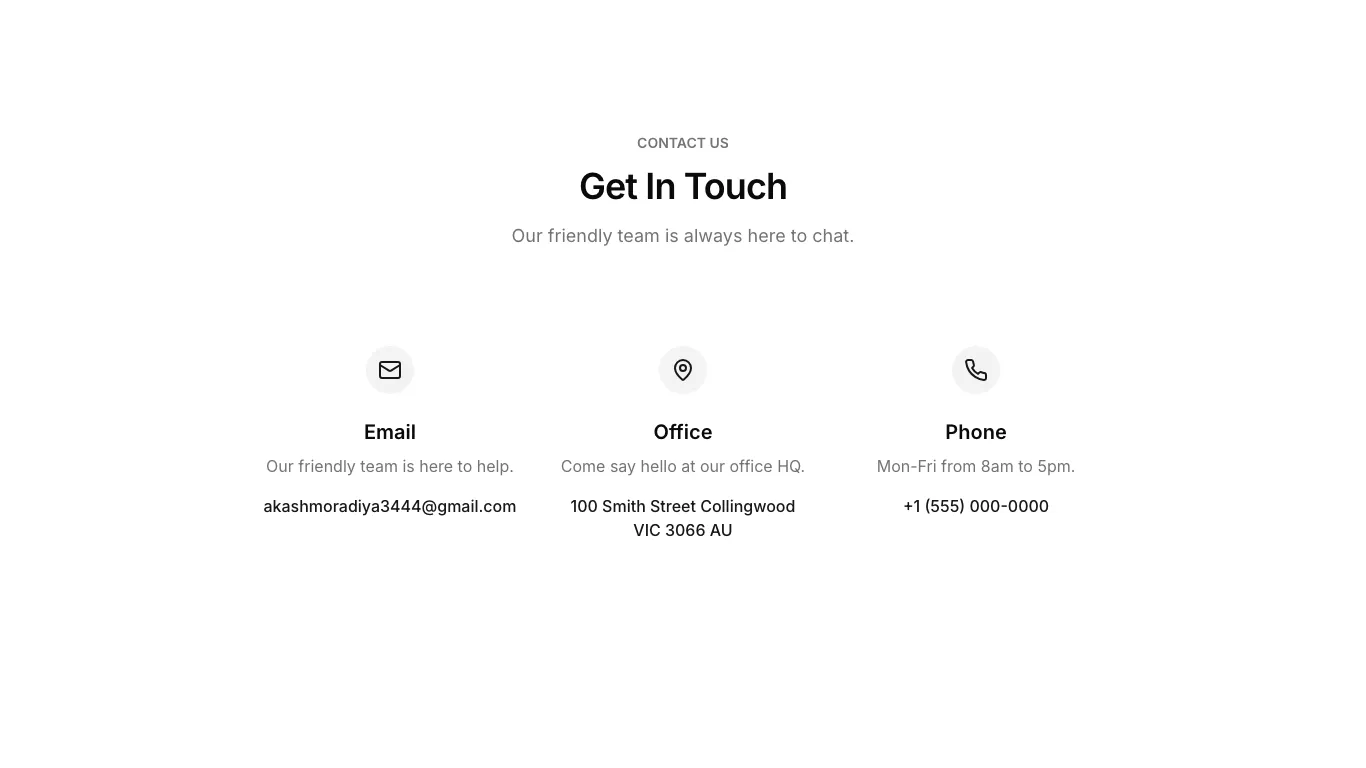 CONTACT US
Get In Touch
Our friendly team is always here to chat.
Email
Our friendly team is here to help.
akashmoradiya3444@gmail.com
Office
Come say hello at our office HQ.
100 Smith Street Collingwood
VIC 3066 AU
Phone
Mon-Fri from 8am to 5pm.
+1 (555) 000-0000